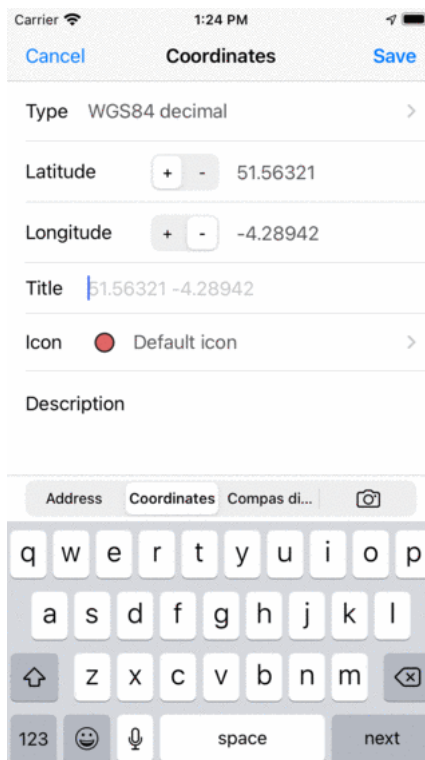 Carrier 1:24 PM
Cancel Coordinates Save
Type WGS84 decimal
Latitude + - 51.56321
Longitude + - -4.28942
Title 51.56321 -4.28942
Icon Default icon
Description
Address Coordinates Compas di...
q w e r t y u i o p
a s d f g h j k l
z x c v b n m
123 space next